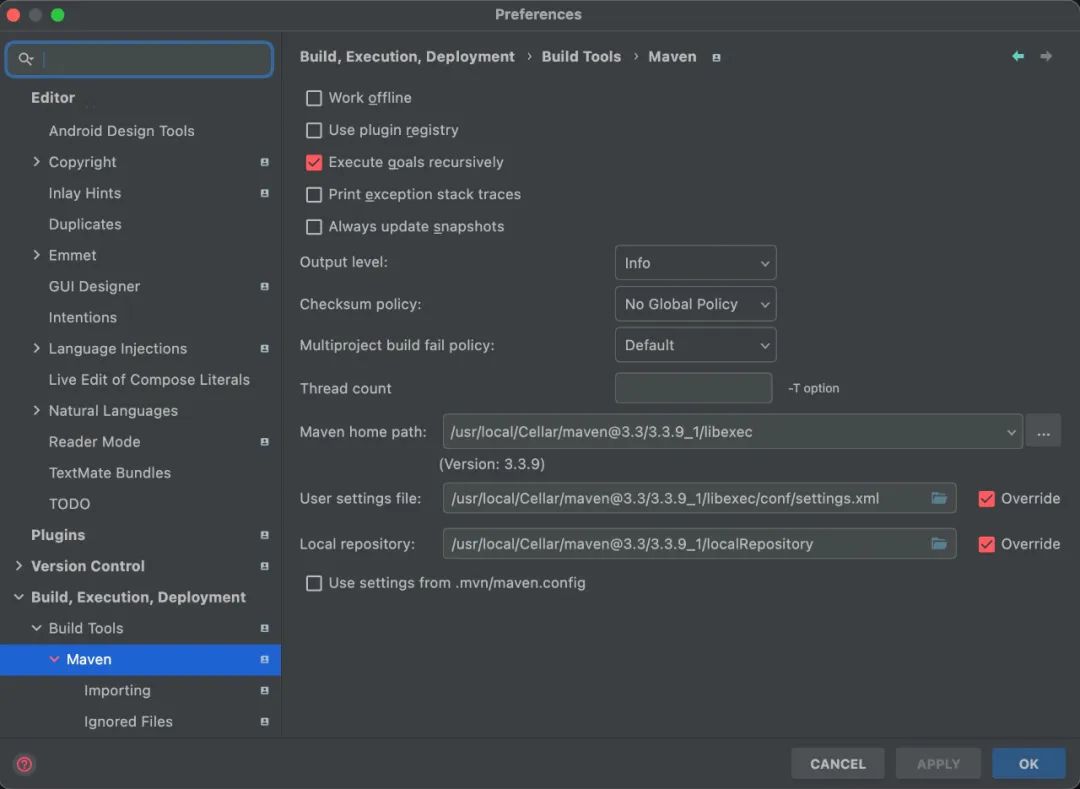 Preferences
Editor
Android Design Tools
Copyright
Inlay Hints
Duplicates
Emmet
GUI Designer
Intentions
Language Injections
Live Edit of Compose Literals
Natural Languages
Reader Mode
TextMate Bundles
TODO
Plugins
Version Control
Build, Execution, Deployment
Build Tools
Maven
Importing
Ignored Files
Build, Execution, Deployment › Build Tools › Maven
Work offline
Use plugin registry
Execute goals recursively
Print exception stack traces
Always update snapshots
Output level: Info
Checksum policy: No Global Policy
Multiproject build fail policy: Default
Thread count -T option
Maven home path: /usr/local/Cellar/maven@3.3/3.3.9_1/libexec ...
(Version: 3.3.9)
User settings file: /usr/local/Cellar/maven@3.3/3.3.9_1/libexec/conf/settings.xml Override
Local repository: /usr/local/Cellar/maven@3.3/3.3.9_1/localRepository Override
Use settings from .mvn/maven.config
? CANCEL APPLY OK